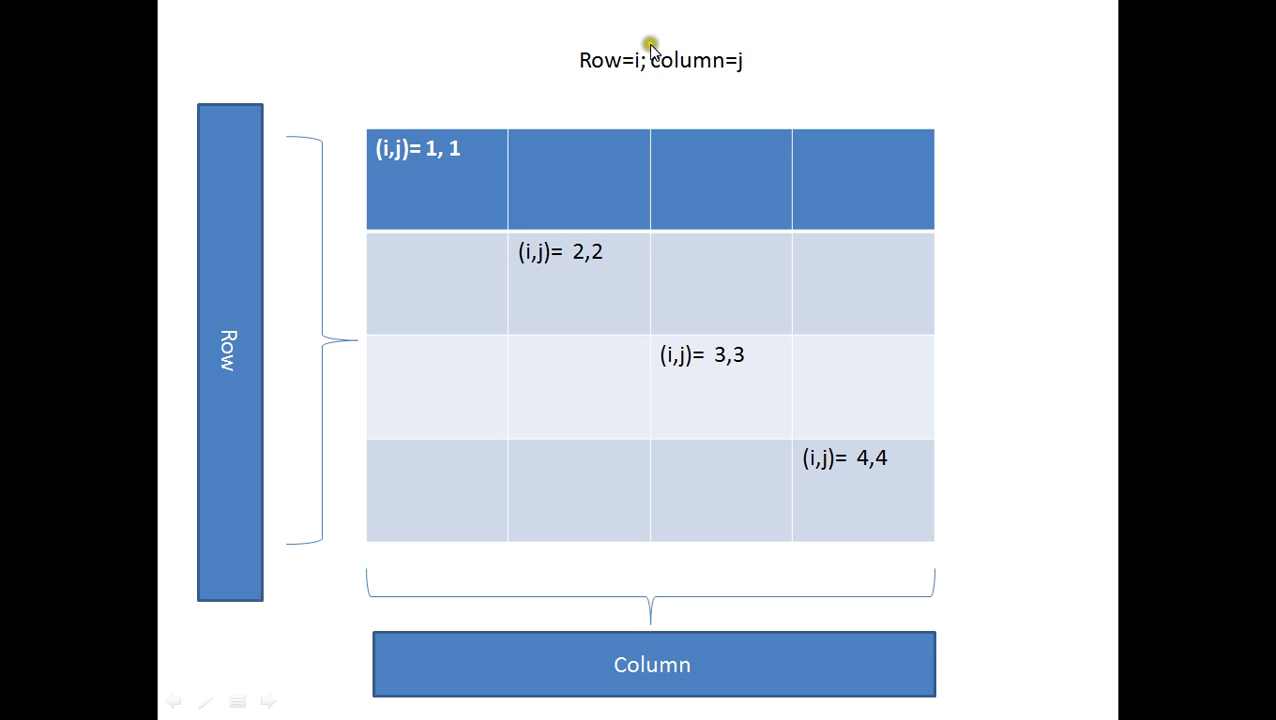 Row=i; column=j
(i,j)= 1, 1
(i,j)= 2,2
Row
(i,j)= 3,3
(i,j)= 4,4
Column